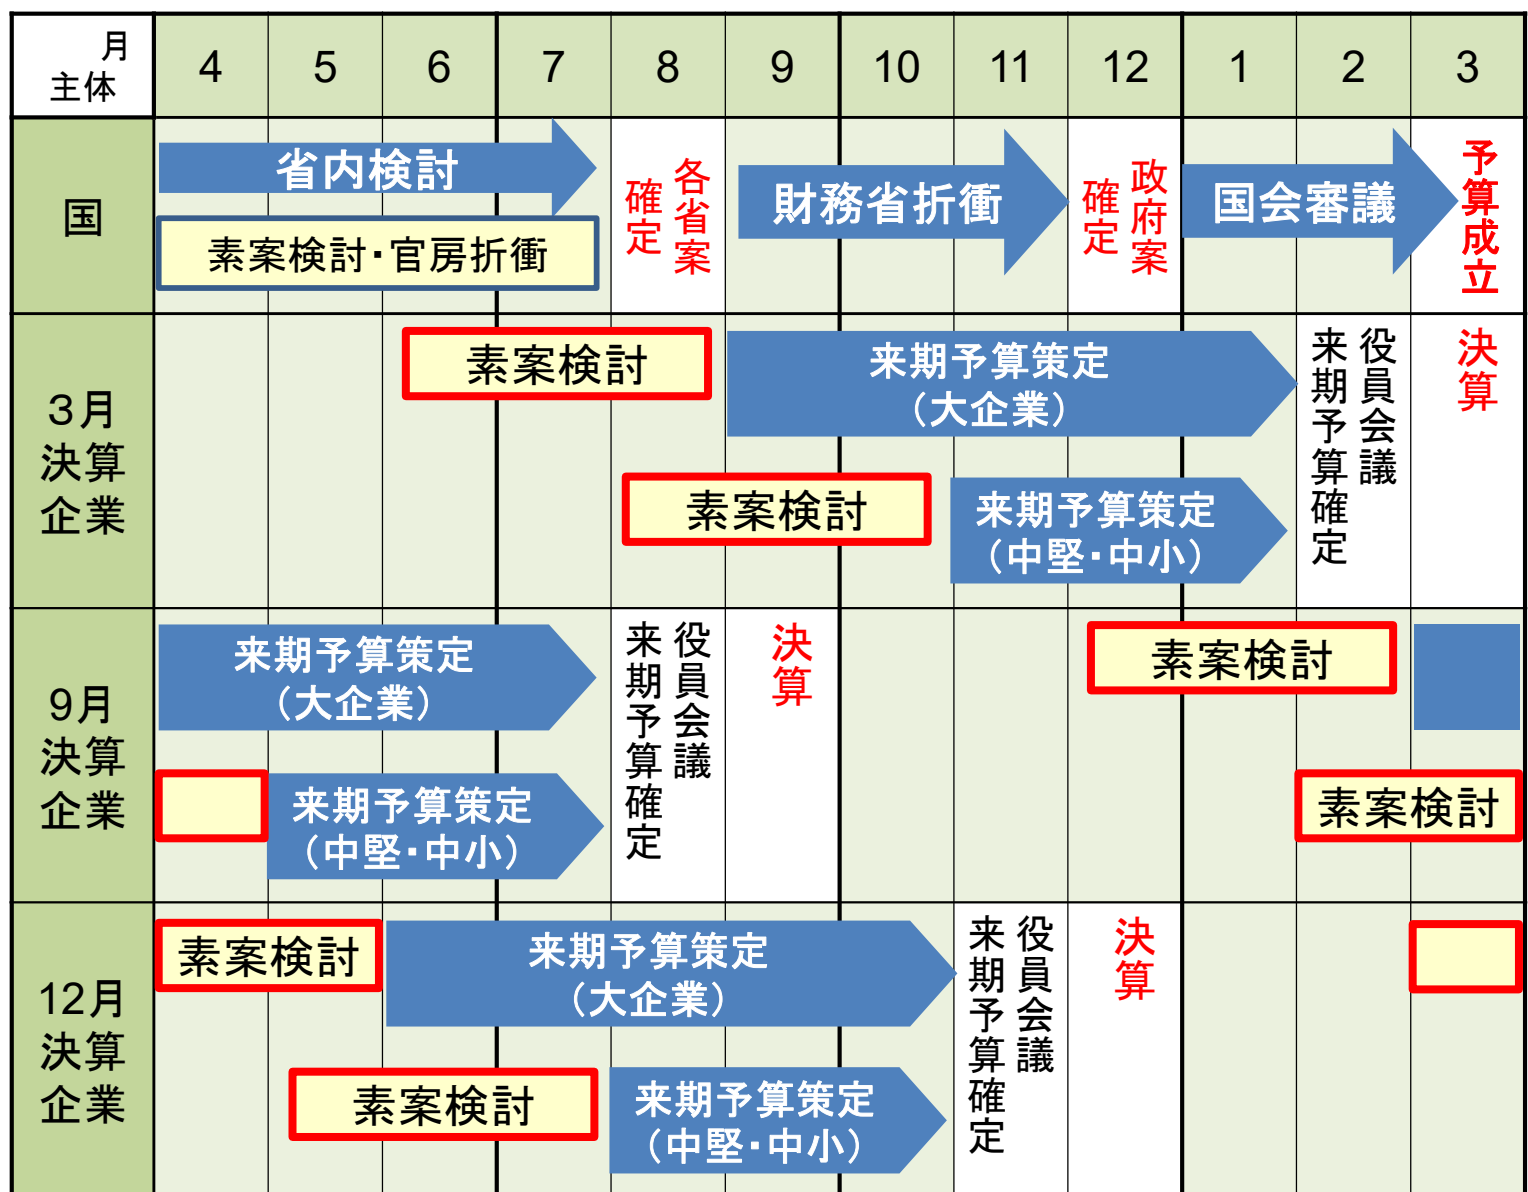 月
主体
4 5 6 7 8 9 10 11 12 1 2 3
国
省内検討
素案検討・官房折衝
各省案
確定
財務省折衝
政府案
確定
国会審議
予算成立
3月
決算
企業
素案検討
来期予算策定
（大企業）
素案検討
来期予算策定
（中堅・中小）
役員会議
来期予算確定
決算
9月
決算
企業
来期予算策定
（大企業）
来期予算策定
（中堅・中小）
役員会議
来期予算確定
決算
素案検討
素案検討
12月
決算
企業
素案検討
来期予算策定
（大企業）
素案検討
来期予算策定
（中堅・中小）
役員会議
来期予算確定
決算